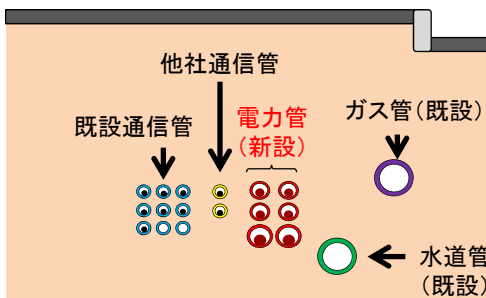 他社通信管
既設通信管
電力管
(新設)
ガス管(既設)
水道管
(既設)